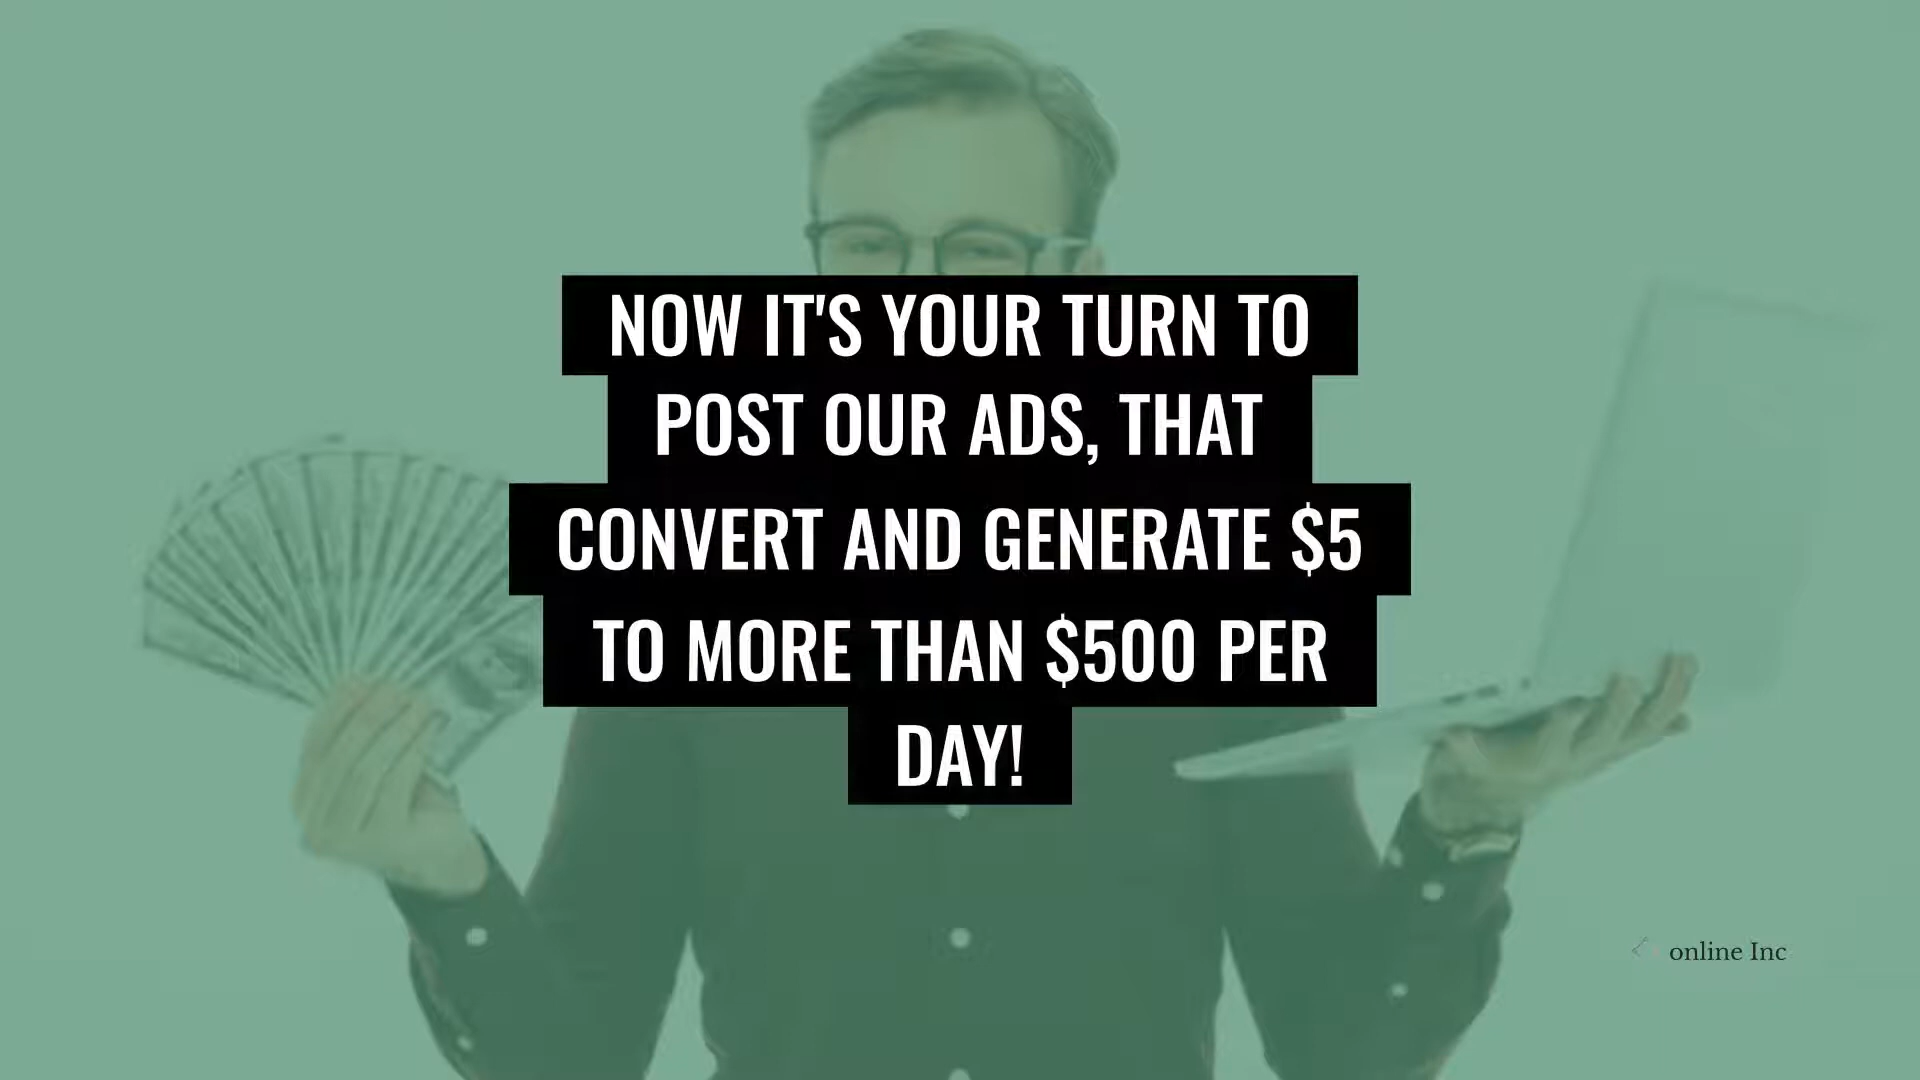 NOW IT'S YOUR TURN TO
POST OUR ADS, THAT
CONVERT AND GENERATE $5
TO MORE THAN $500 PER
DAY!
online Inc